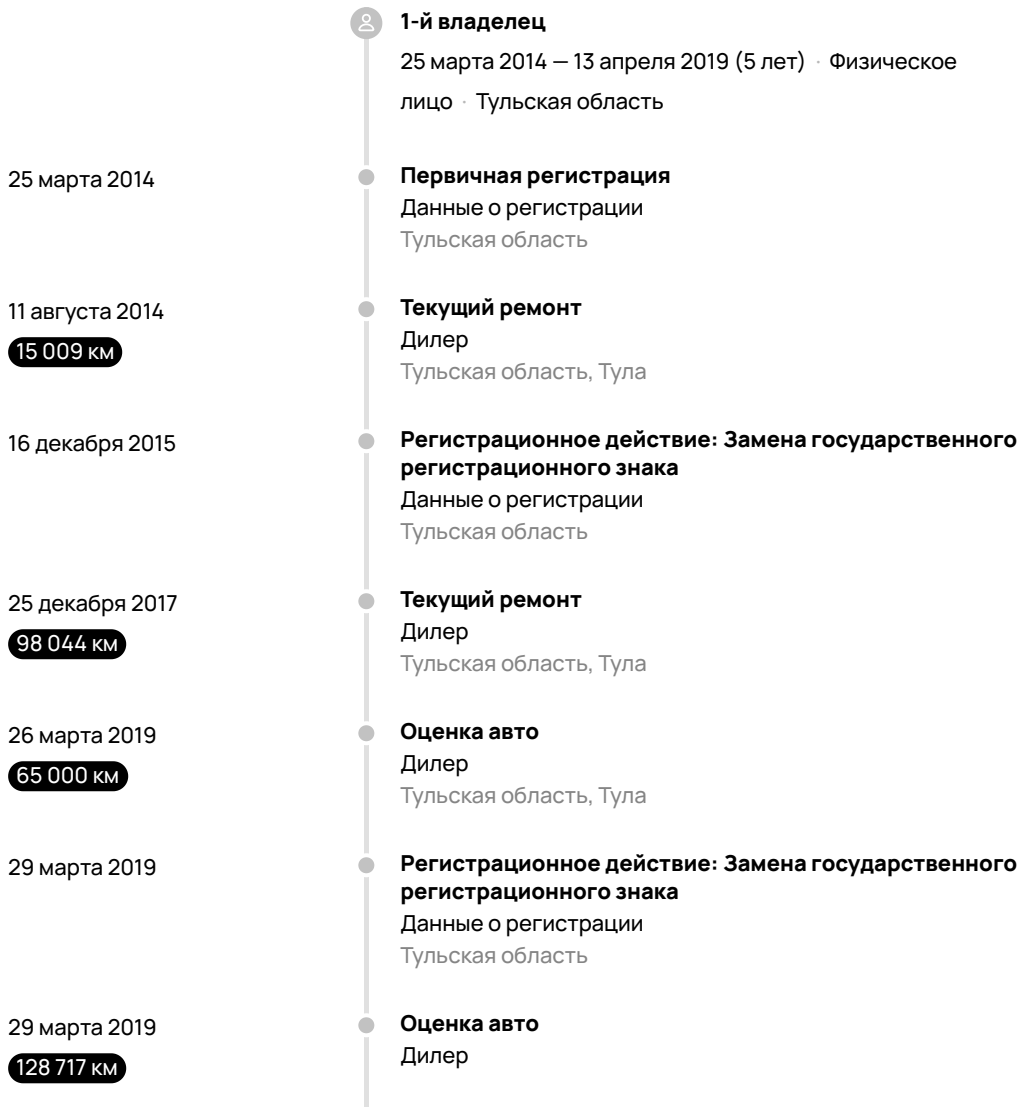 1-й владелец
25 марта 2014 — 13 апреля 2019 (5 лет) · Физическое
лицо · Тульская область
25 марта 2014
Первичная регистрация
Данные о регистрации
Тульская область
11 августа 2014
15 009 км
Текущий ремонт
Дилер
Тульская область, Тула
16 декабря 2015
Регистрационное действие: Замена государственного
регистрационного знака
Данные о регистрации
Тульская область
25 декабря 2017
98 044 км
Текущий ремонт
Дилер
Тульская область, Тула
26 марта 2019
65 000 км
Оценка авто
Дилер
Тульская область, Тула
29 марта 2019
Регистрационное действие: Замена государственного
регистрационного знака
Данные о регистрации
Тульская область
29 марта 2019
128 717 км
Оценка авто
Дилер